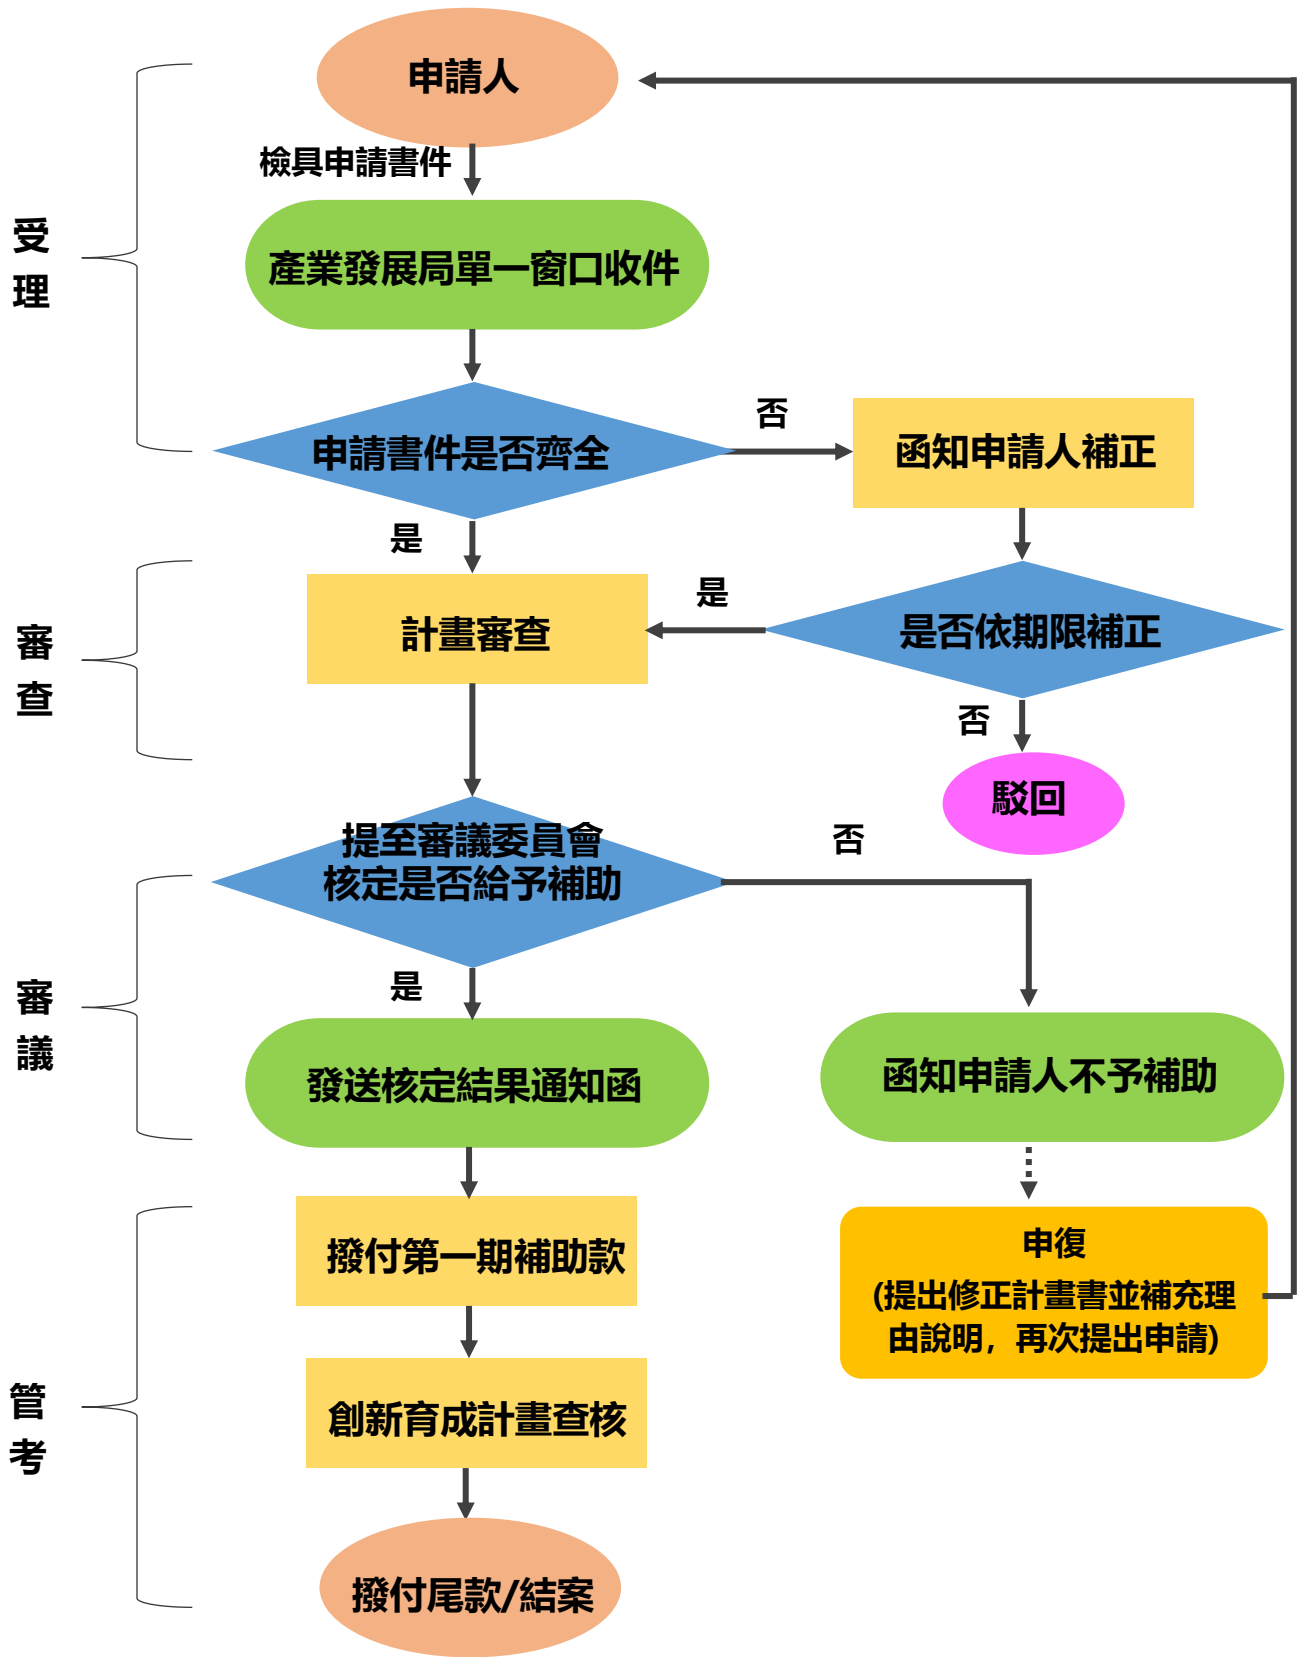 申請人
檢具申請書件
受
理
產業發展局單一窗口收件
申請書件是否齊全
否
函知申請人補正
是
審
查
計畫審查
是
是否依期限補正
否
駁回
提至審議委員會
核定是否給予補助
否
是
審
議
發送核定結果通知函
函知申請人不予補助
管
考
撥付第一期補助款
申復
(提出修正計畫書並補充理
由說明，再次提出申請)
創新育成計畫查核
撥付尾款/結案